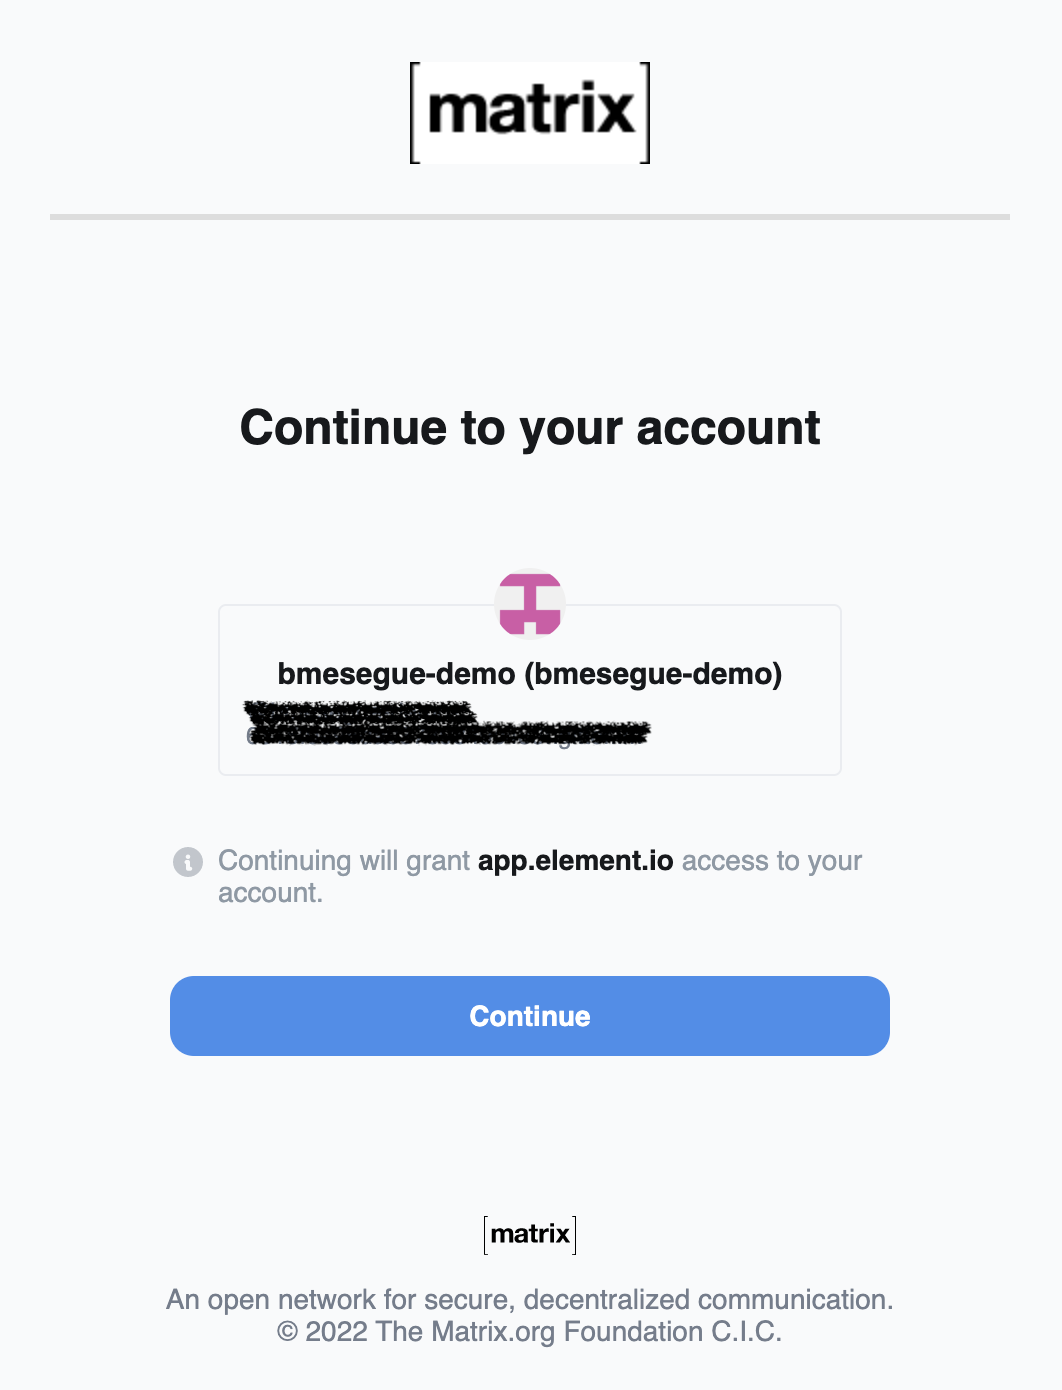 [matrix]
Continue to your account
bmesegue-demo (bmesegue-demo)
Continuing will grant app.element.io access to your
account.
Continue
[matrix]
An open network for secure, decentralized communication.
© 2022 The Matrix.org Foundation C.I.C.